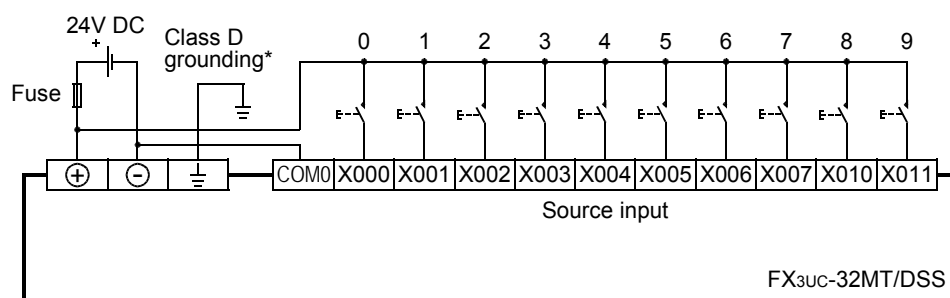 24V DC
+
Class D
grounding*
Fuse
0 1 2 3 4 5 6 7 8 9
+ - COM0 X000 X001 X002 X003 X004 X005 X006 X007 X010 X011
Source input
FX3UC-32MT/DSS